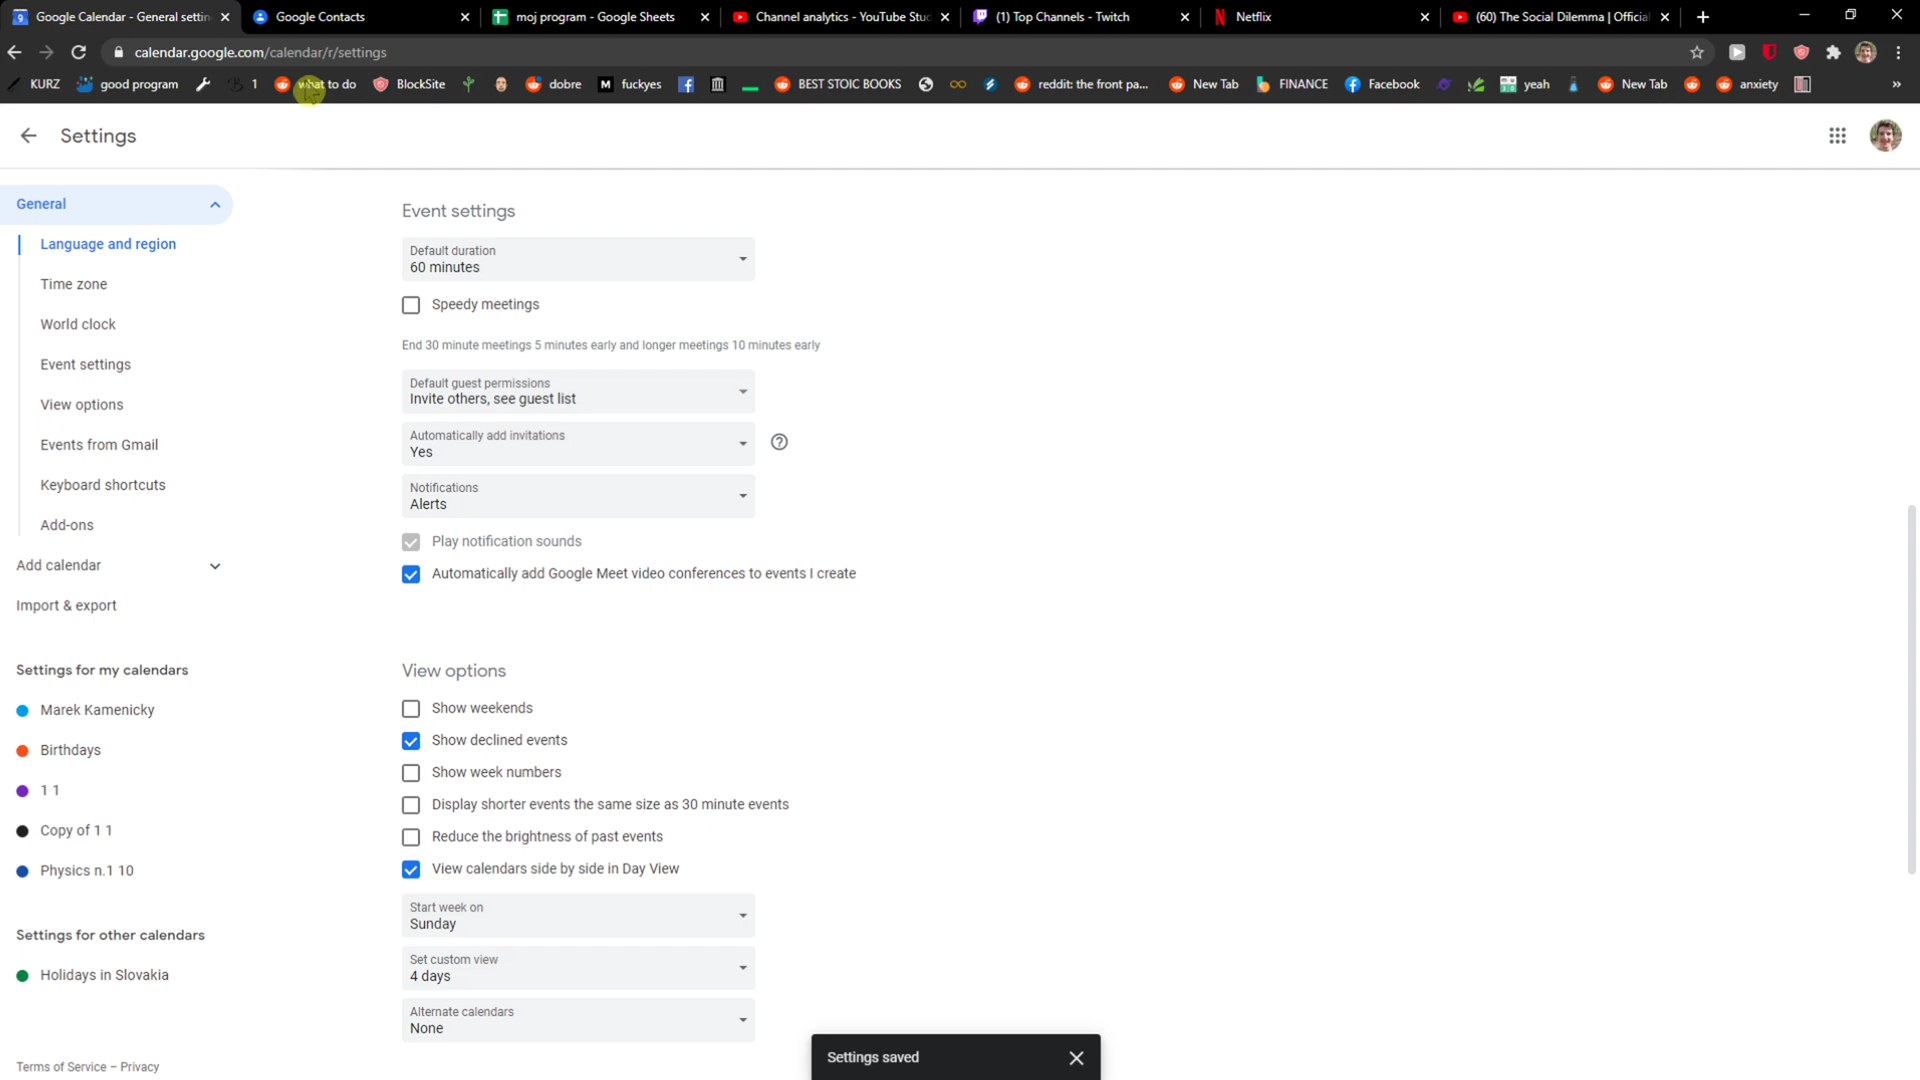 Google Calendar - General settin
Google Contacts
moj program - Google Sheets
Channel analytics - YouTube Stu
(1) Top Channels - Twitch
Netflix
(60) The Social Dilemma | Official
calendar.google.com/calendar/r/settings
KURZ
good program
1
what to do
BlockSite
dobre
fuckyes
BEST STOIC BOOKS
reddit: the front pa...
New Tab
FINANCE
Facebook
yeah
New Tab
anxiety
Settings
General
Language and region
Time zone
World clock
Event settings
View options
Events from Gmail
Keyboard shortcuts
Add-ons
Add calendar
Import & export
Settings for my calendars
Marek Kamenicky
Birthdays
1 1
Copy of 1 1
Physics n.1 10
Settings for other calendars
Holidays in Slovakia
Terms of Service – Privacy
Event settings
Default duration
60 minutes
Speedy meetings
End 30 minute meetings 5 minutes early and longer meetings 10 minutes early
Default guest permissions
Invite others, see guest list
Automatically add invitations
Yes
Notifications
Alerts
Play notification sounds
Automatically add Google Meet video conferences to events I create
View options
Show weekends
Show declined events
Show week numbers
Display shorter events the same size as 30 minute events
Reduce the brightness of past events
View calendars side by side in Day View
Start week on
Sunday
Set custom view
4 days
Alternate calendars
None
Settings saved